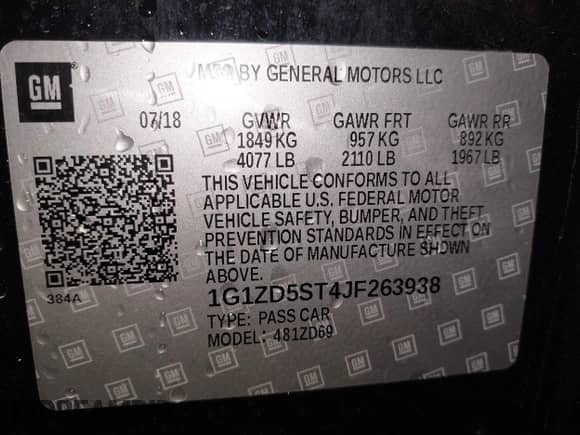 GM
MFD BY GENERAL MOTORS LLC
07/18 GVWR GAWR FRT GAWR RR
1849 KG 957 KG 892 KG
4077 LB 2110 LB 1967 LB
THIS VEHICLE CONFORMS TO ALL
APPLICABLE U.S. FEDERAL MOTOR
VEHICLE SAFETY, BUMPER, AND THEFT
PREVENTION STANDARDS IN EFFECT ON
THE DATE OF MANUFACTURE SHOWN
ABOVE.
384A
1G1ZD5ST4JF263938
TYPE: PASS CAR
MODEL: 481ZD69